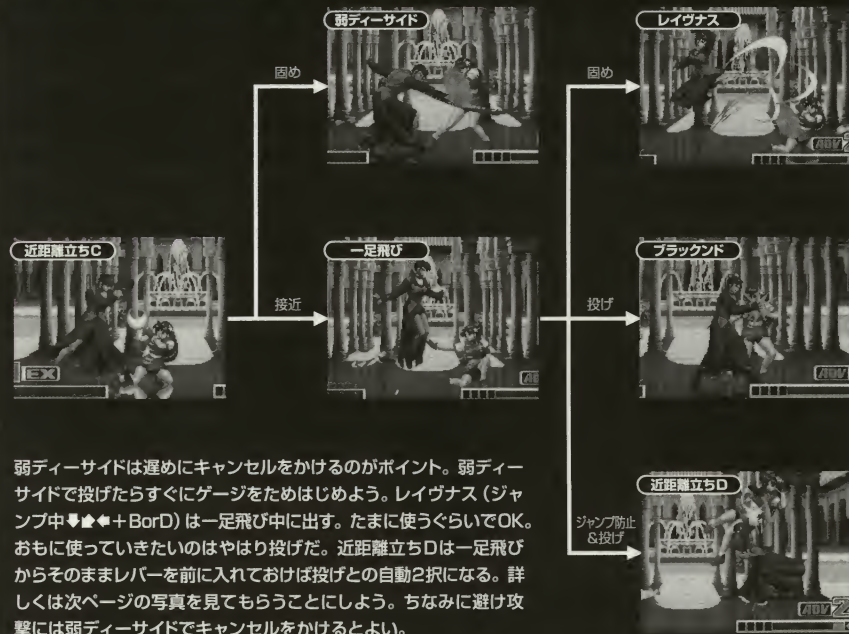 弱ディーサイド
レイヴナス
固め
固め
ADV
近距離立ちC
一足飛び
ブラックンド
接近
投げ
EX
ADV
ADV
近距離立ちD
ジャンプ防止
&投げ
ADV 2
弱ディーサイドは遅めにキャンセルをかけるのがポイント。弱ディー
サイドで投げたらすぐにゲージをためはじめよう。レイヴナス(ジャ
ンプ中⬇⬋⬅+BorD)は一足飛び中に出す。たまに使うぐらいでOK。
おもに使っていきたいのはやはり投げだ。近距離立ちDは一足飛び
からそのままレバーを前に入れておけば投げとの自動2択になる。詳
しくは次ページの写真を見てもらうことにしよう。ちなみに避け攻
撃には弱ディーサイドでキャンセルをかけるとよい。